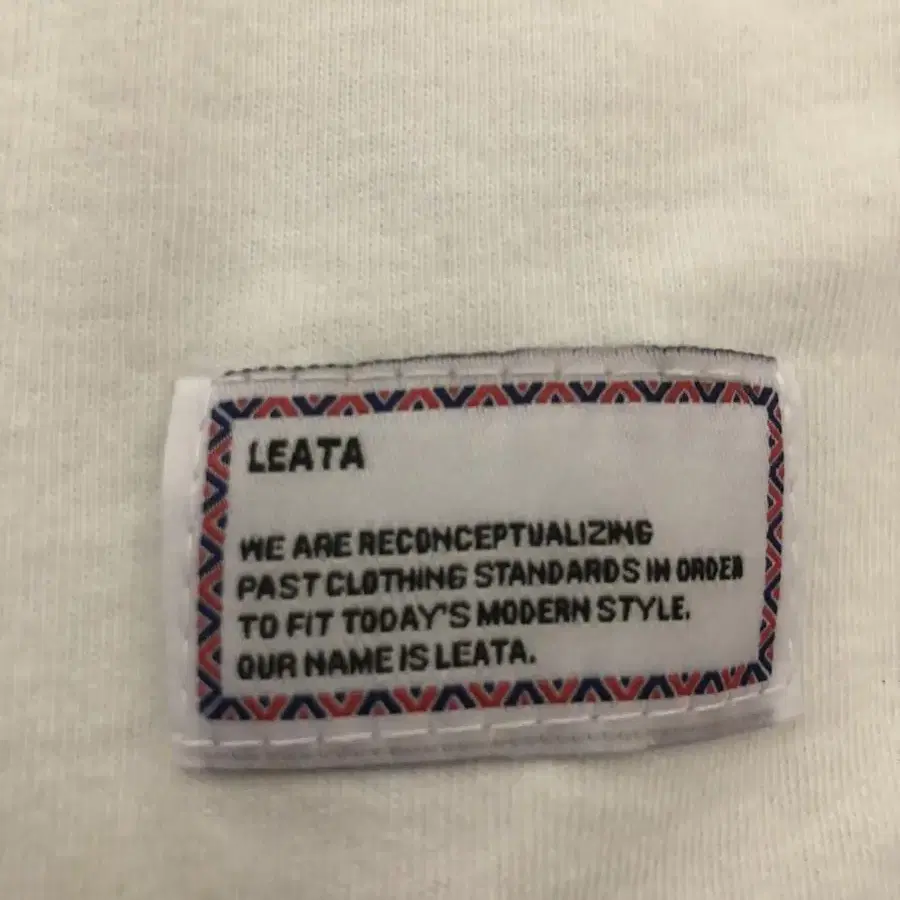 LEATA
WE ARE RECONCEPTUALIZING
PAST CLOTHING STANDARDS IN ORDER
TO FIT TODAY'S MODERN STYLE.
OUR NAME IS LEATA.